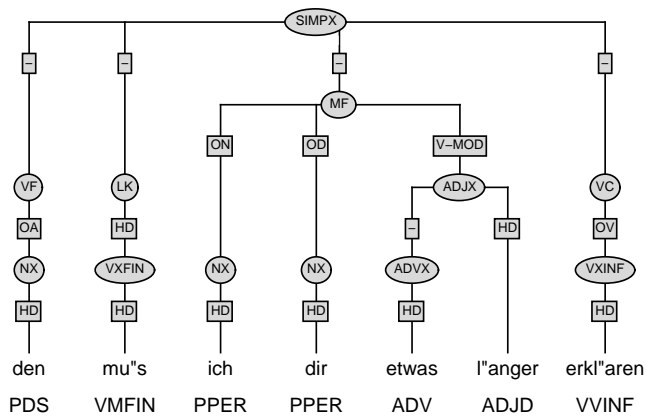 SIMPX
– – – –
MF
ON OD V–MOD
VF LK ADJX VC
OA HD – HD OV
NX VXFIN NX NX ADVX VXINF
HD HD HD HD HD HD
den mu"s ich dir etwas l"anger erkl"aren
PDS VMFIN PPER PPER ADV ADJD VVINF